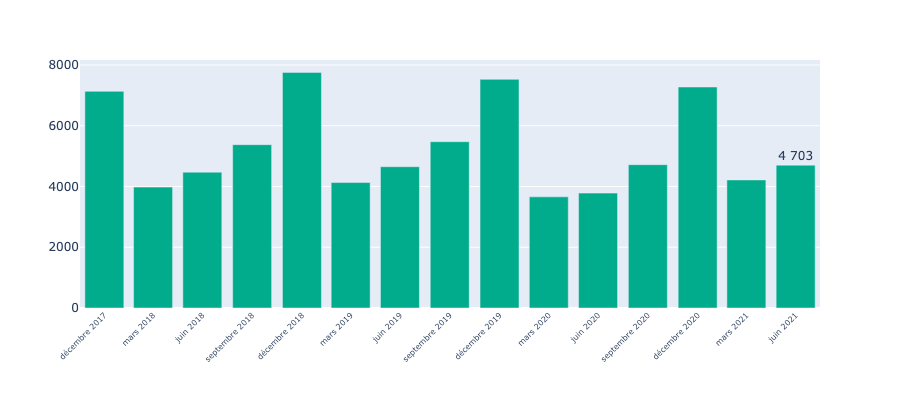 8000
6000
4000
2000
0
4 703
décembre 2017
mars 2018
juin 2018
septembre 2018
décembre 2018
mars 2019
juin 2019
septembre 2019
décembre 2019
mars 2020
juin 2020
septembre 2020
décembre 2020
mars 2021
juin 2021